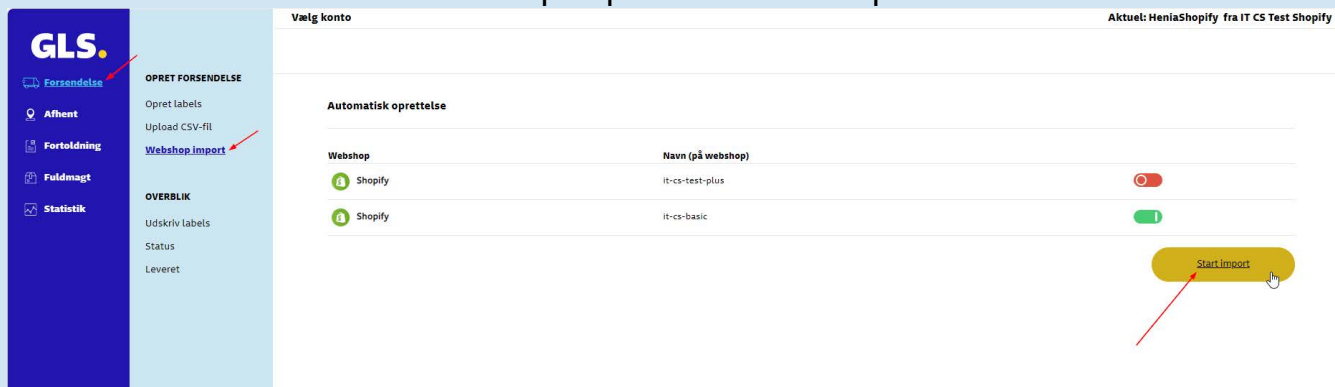 Vælg konto
Aktuel: HeniaShopify fra IT CS Test Shopify
GLS.
Forsendelse
Afhent
Fortoldning
Fuldmagt
Statistik
OPRET FORSENDELSE
Opret labels
Upload CSV-fil
Webshop import
OVERBLIK
Udskriv labels
Status
Leveret
Automatisk oprettelse
Webshop Navn (på webshop)
Shopify it-cs-test-plus
Shopify it-cs-basic
Start import